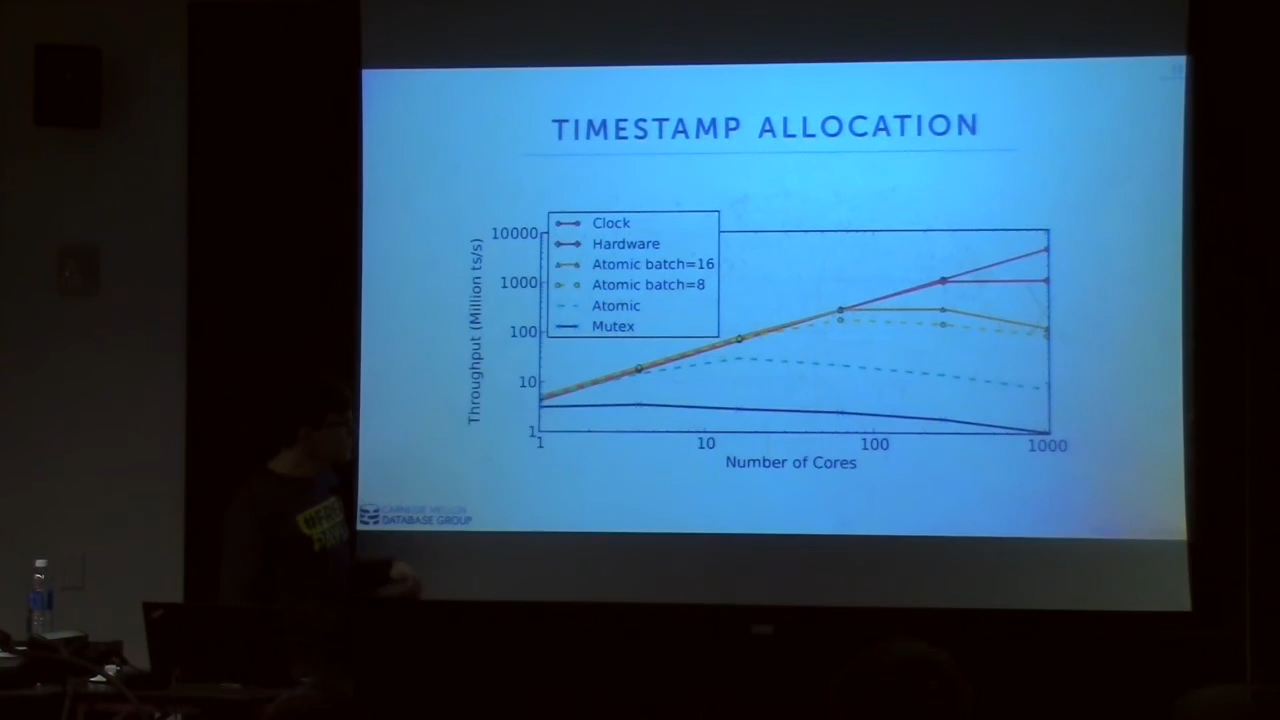 TIMESTAMP ALLOCATION
Clock
Hardware
Atomic batch=16
Atomic batch=8
Atomic
Mutex
Throughput (Million ts/s)
10000
1000
100
10
1
1
10
100
1000
Number of Cores
CARNEGIE MELLON
DATABASE GROUP